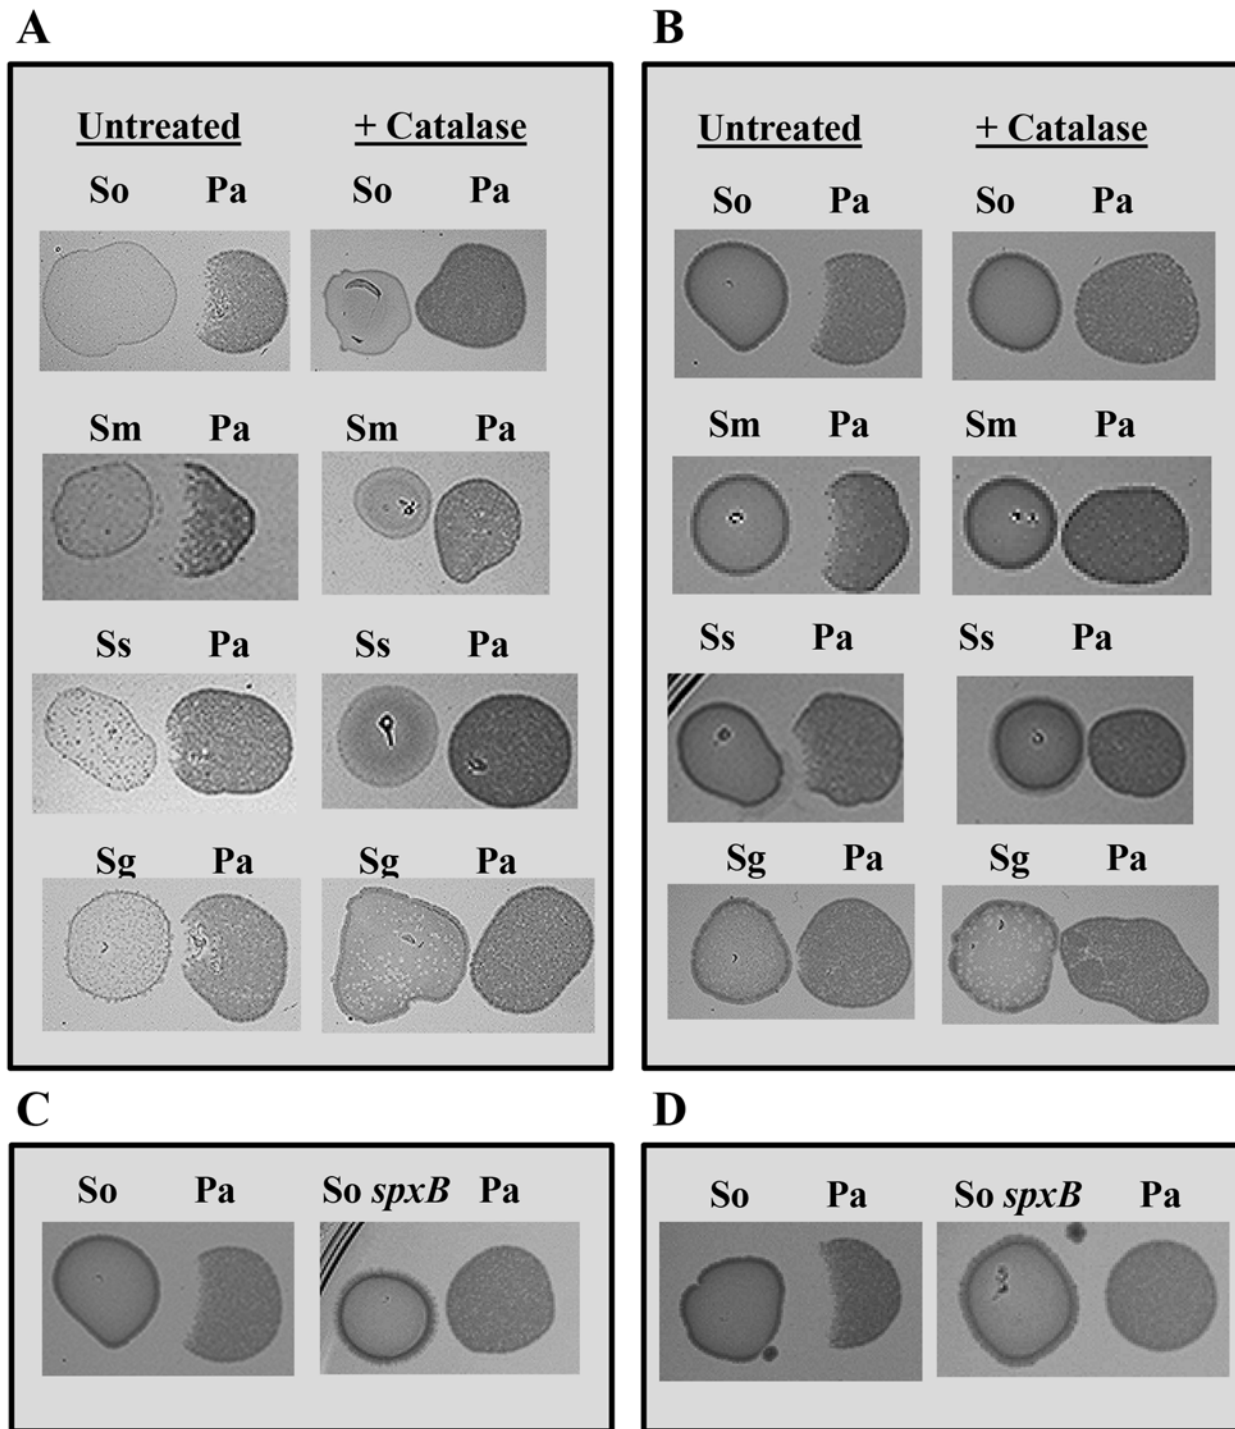 A
Untreated + Catalase
So Pa So Pa
Sm Pa Sm Pa
Ss Pa Ss Pa
Sg Pa Sg Pa
B
Untreated + Catalase
So Pa So Pa
Sm Pa Sm Pa
Ss Pa Ss Pa
Sg Pa Sg Pa
C
So Pa So spxB Pa
D
So Pa So spxB Pa